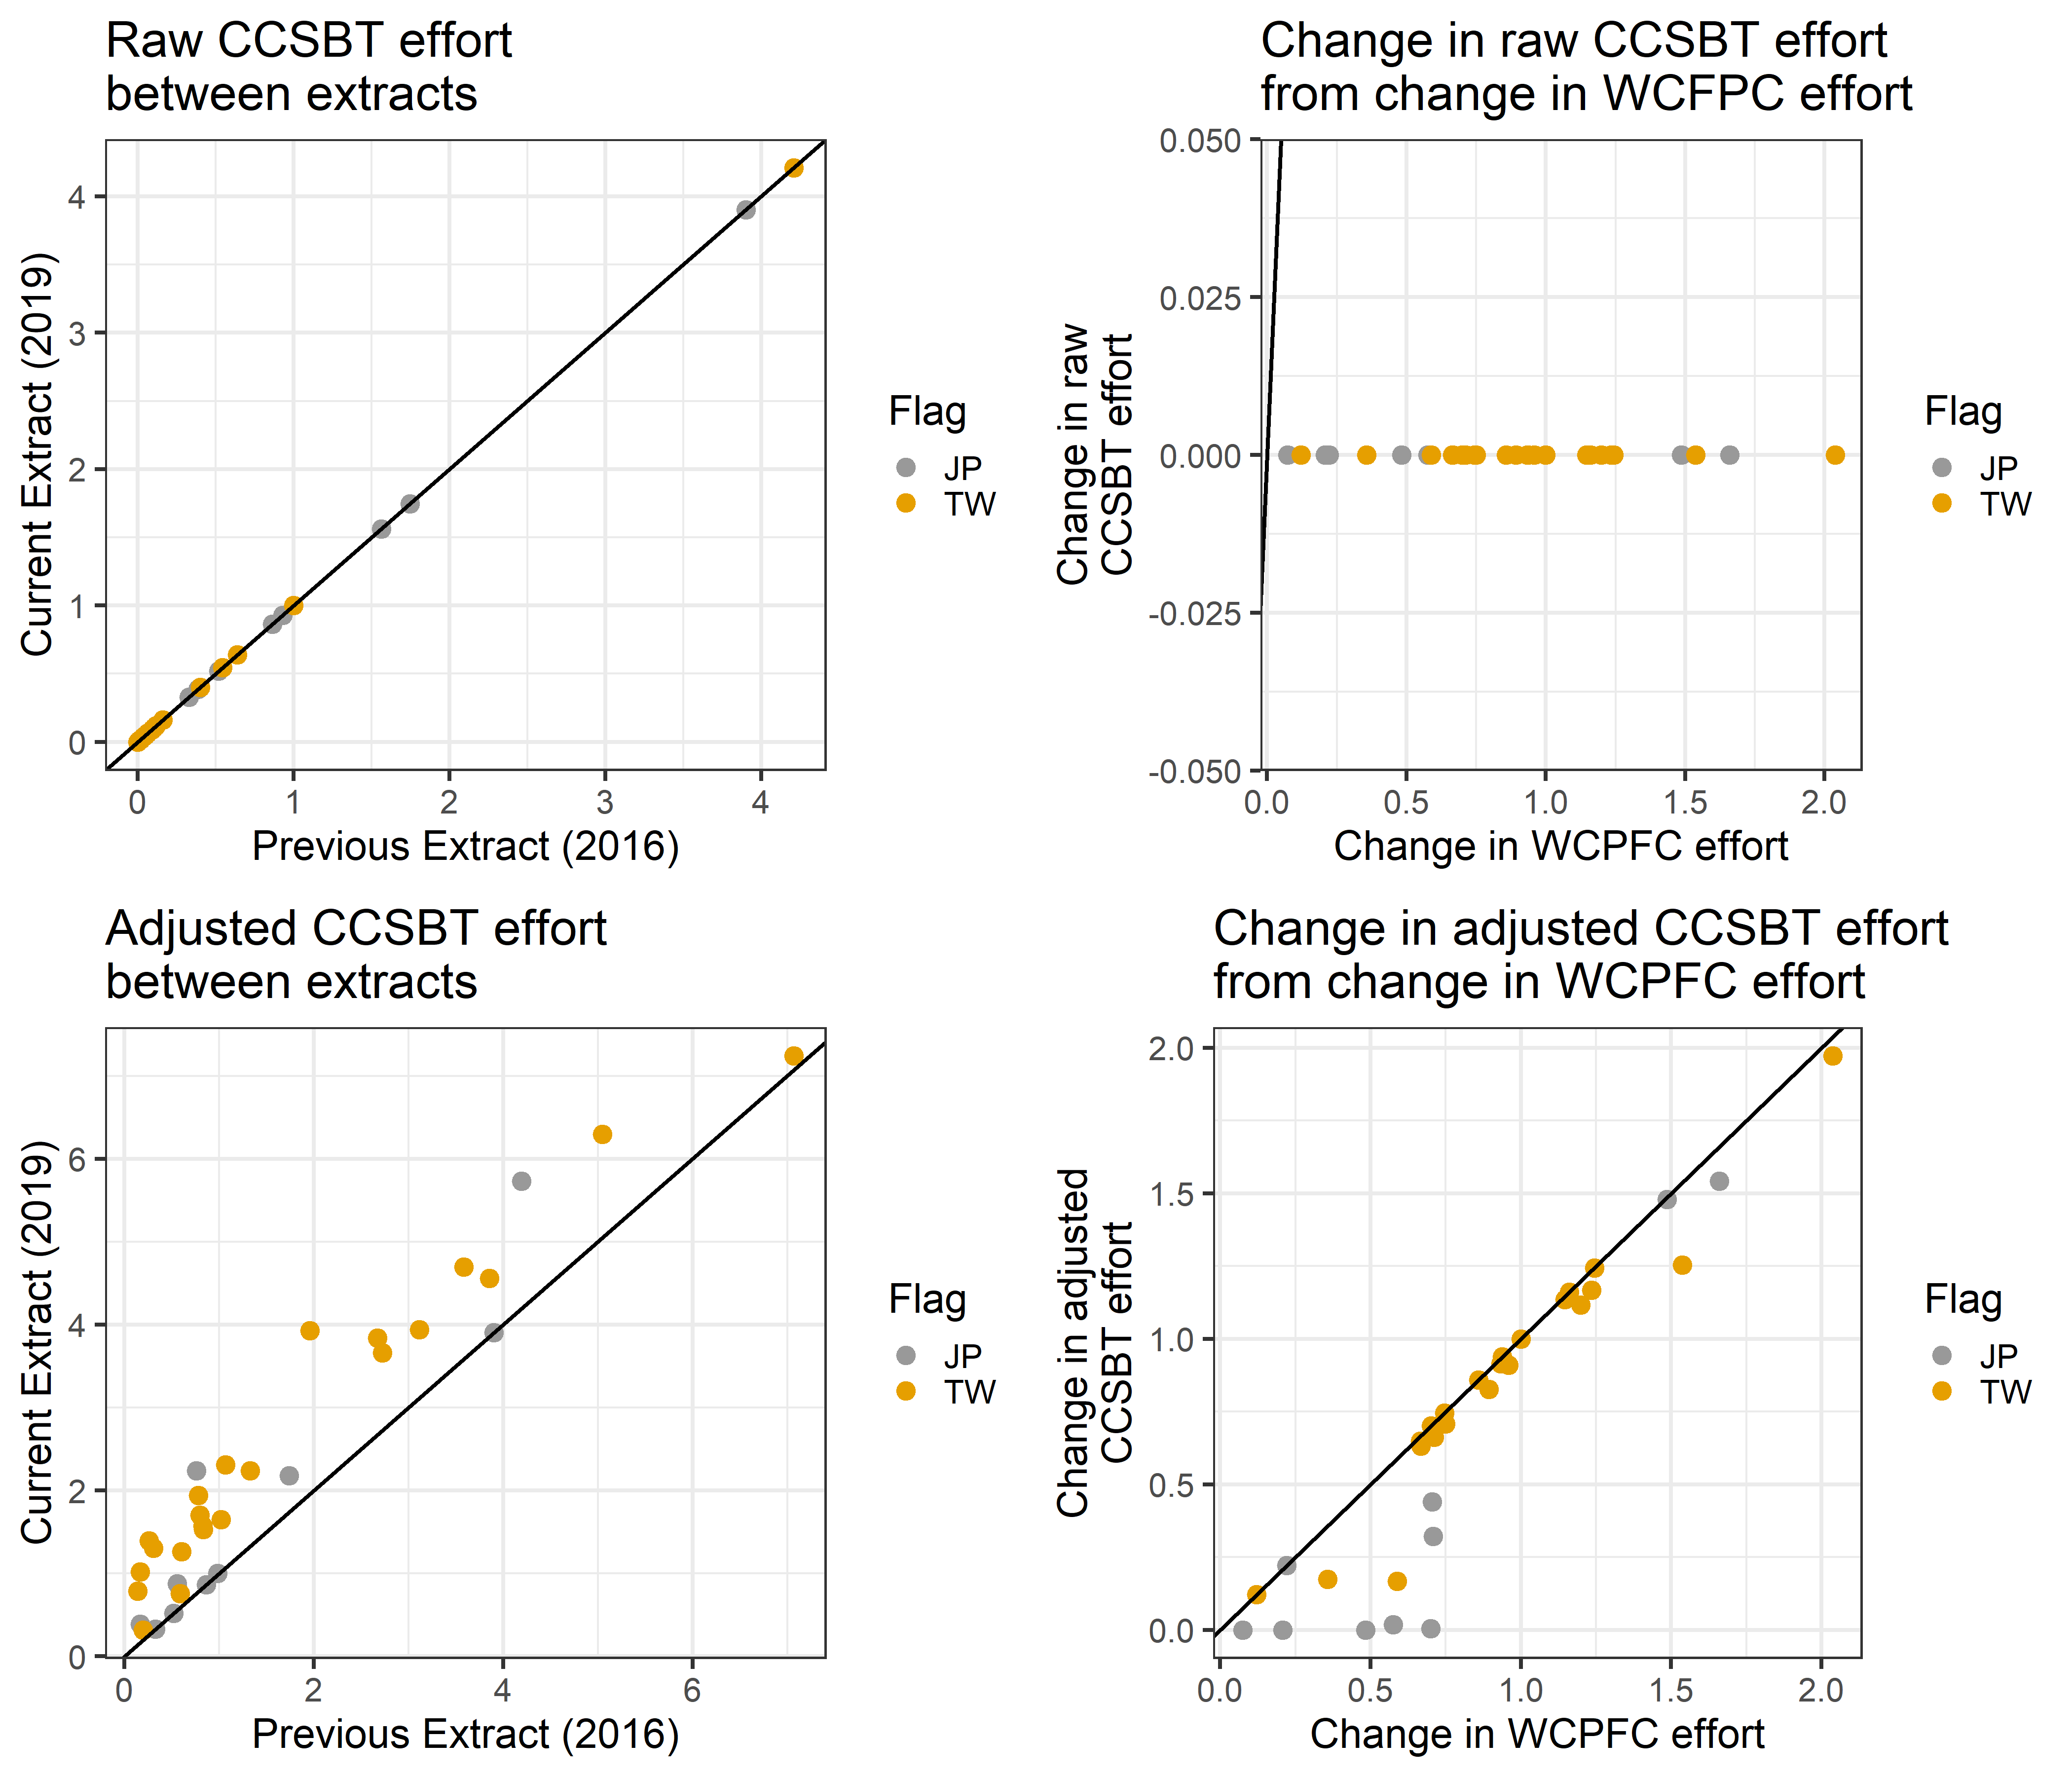 Raw CCSBT effort
between extracts
4
3
2
1
0
0 1 2 3 4
Current Extract (2019)
Previous Extract (2016)
Flag
JP
TW
Change in raw CCSBT effort
from change in WCFPC effort
0.050
0.025
0.000
-0.025
-0.050
0.0 0.5 1.0 1.5 2.0
Change in raw
CCSBT effort
Change in WCPFC effort
Flag
JP
TW
Adjusted CCSBT effort
between extracts
6
4
2
0
0 2 4 6
Current Extract (2019)
Previous Extract (2016)
Flag
JP
TW
Change in adjusted CCSBT effort
from change in WCPFC effort
2.0
1.5
1.0
0.5
0.0
0.0 0.5 1.0 1.5 2.0
Change in adjusted
CCSBT effort
Change in WCPFC effort
Flag
JP
TW